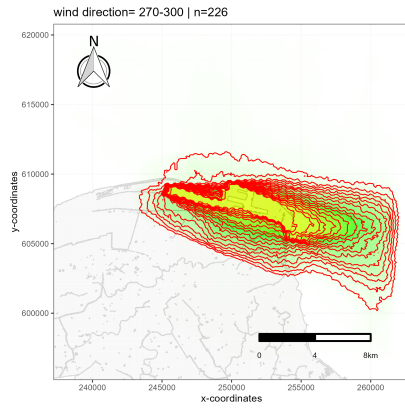 wind direction= 270-300 | n=226
N
620000
615000
610000
605000
600000
y-coordinates
0 4 8km
240000 245000 250000 255000 260000
x-coordinates